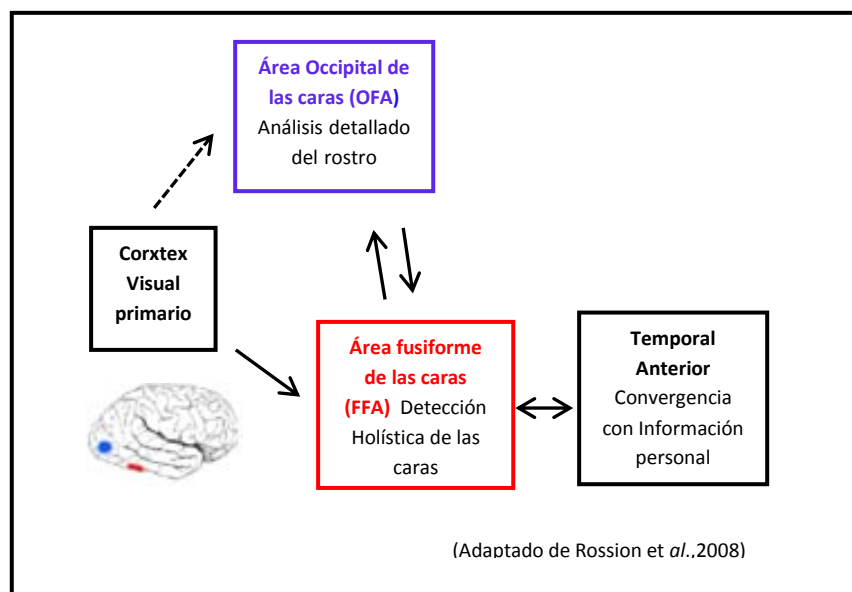 Área Occipital de
las caras (OFA)
Análisis detallado
del rostro
Corxtex
Visual
primario
Área fusiforme
de las caras
(FFA) Detección
Holística de las
caras
Temporal
Anterior
Convergencia
con Información
personal
(Adaptado de Rossion et al.,2008)